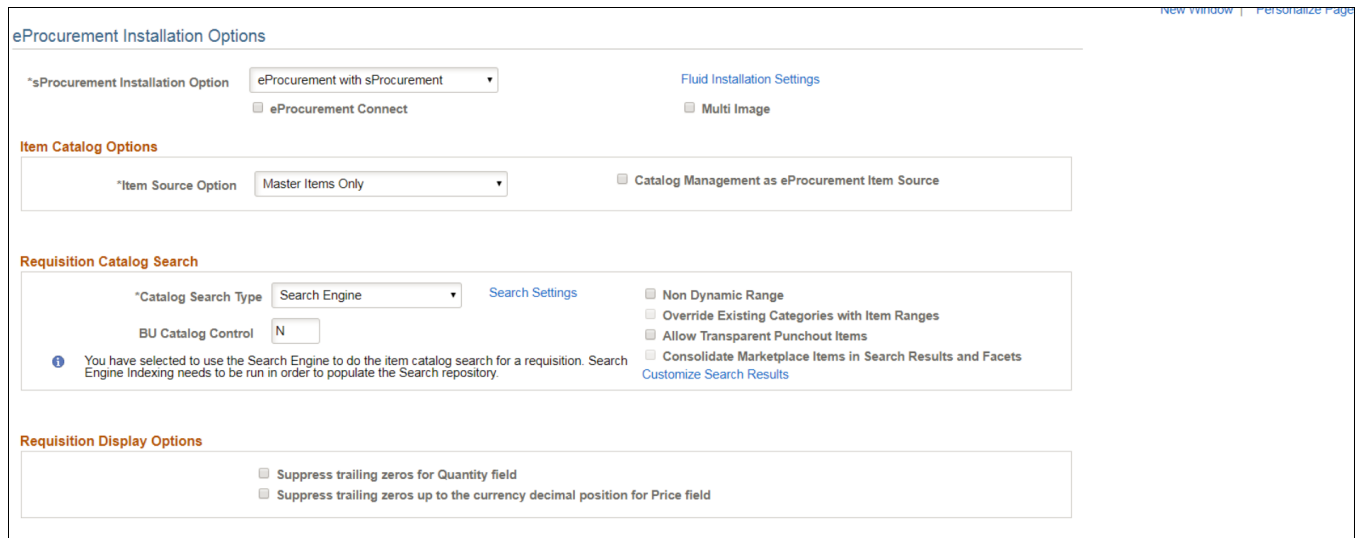 New Window | Personalize Page
eProcurement Installation Options
*sProcurement Installation Option eProcurement with sProcurement Fluid Installation Settings
eProcurement Connect Multi Image
Item Catalog Options
*Item Source Option Master Items Only Catalog Management as eProcurement Item Source
Requisition Catalog Search
*Catalog Search Type Search Engine Search Settings Non Dynamic Range
Override Existing Categories with Item Ranges
BU Catalog Control N Allow Transparent Punchout Items
Consolidate Marketplace Items in Search Results and Facets
You have selected to use the Search Engine to do the item catalog search for a requisition. Search
Engine Indexing needs to be run in order to populate the Search repository.
Customize Search Results
Requisition Display Options
Suppress trailing zeros for Quantity field
Suppress trailing zeros up to the currency decimal position for Price field